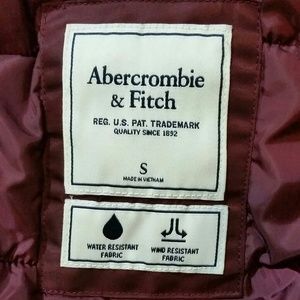 Abercrombie
& Fitch
REG. U.S. PAT. TRADEMARK
QUALITY SINCE 1892
S
MADE IN VIETNAM
WATER RESISTANT
FABRIC
WIND RESISTANT
FABRIC